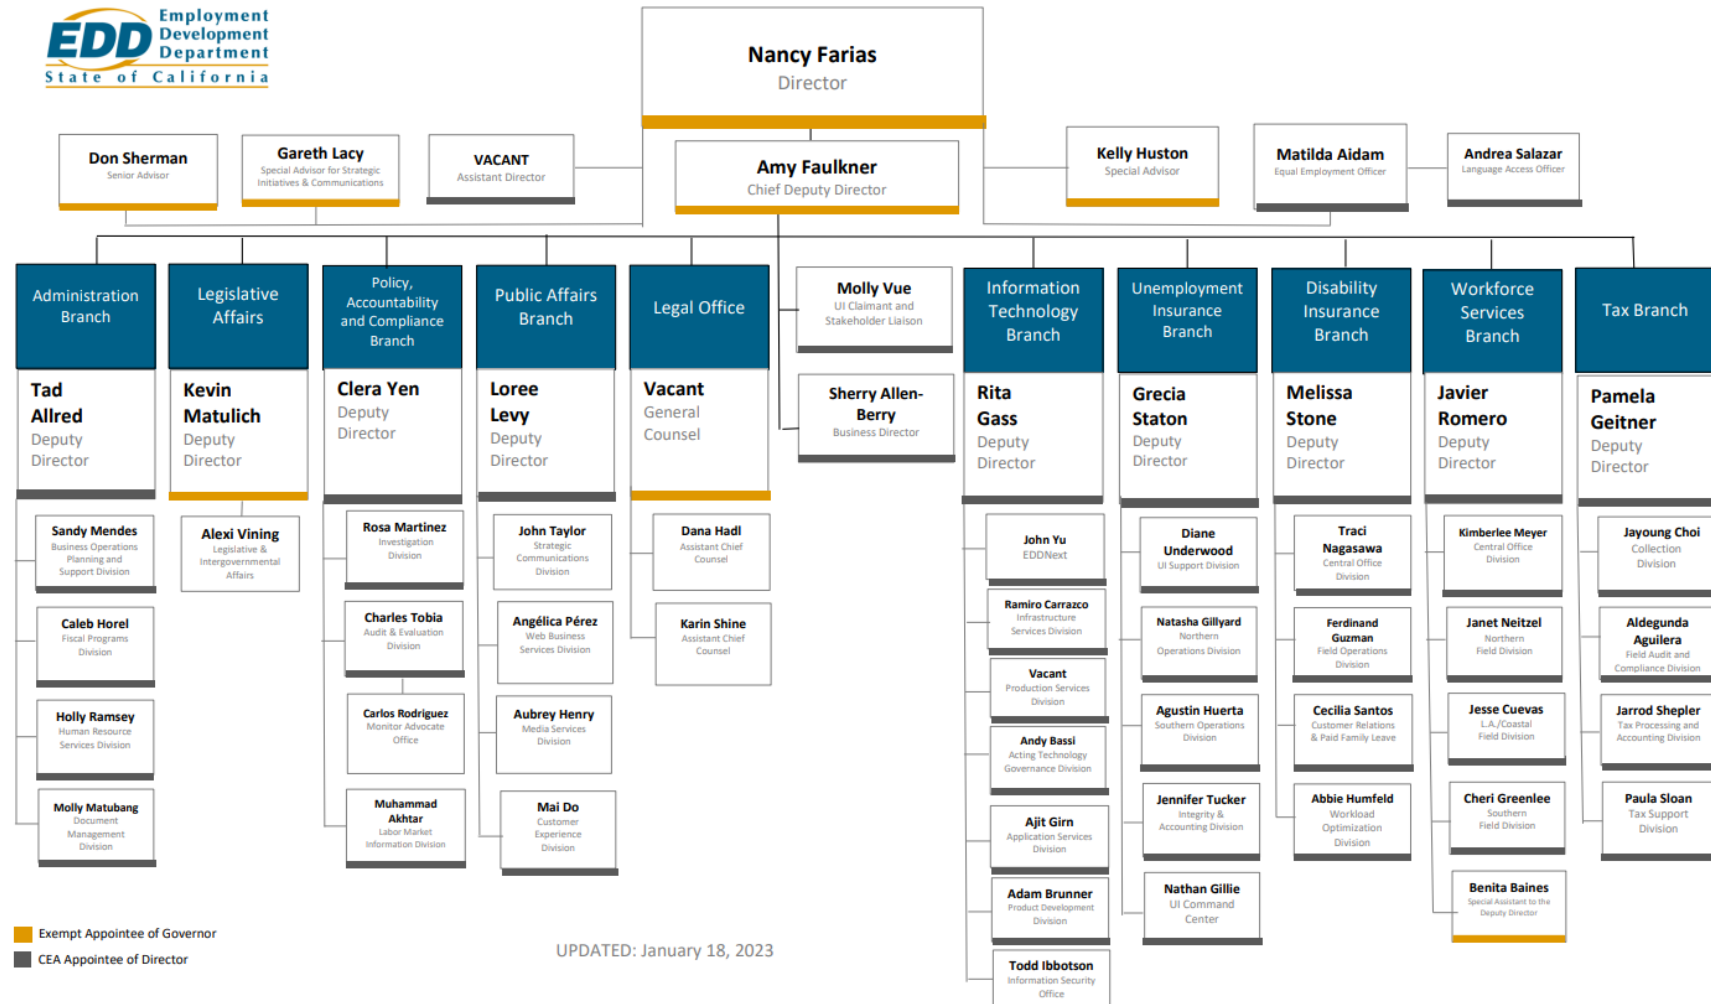 EDD
Employment
Development
Department
State of California
Nancy Farias
Director
Don Sherman
Senior Advisor
Gareth Lacy
Special Advisor for Strategic
Initiatives & Communications
VACANT
Assistant Director
Amy Faulkner
Chief Deputy Director
Kelly Huston
Special Advisor
Matilda Aidam
Equal Employment Officer
Andrea Salazar
Language Access Officer
Administration
Branch
Tad
Allred
Deputy
Director
Sandy Mendes
Business Operations
Planning and
Support Division
Caleb Horel
Fiscal Programs
Division
Holly Ramsey
Human Resource
Services Division
Molly Matubang
Document
Management
Division
Legislative
Affairs
Kevin
Matulich
Deputy
Director
Alexi Vining
Legislative &
Intergovernmental
Affairs
Policy,
Accountability
and Compliance
Branch
Clera Yen
Deputy
Director
Rosa Martinez
Investigation
Division
Charles Tobia
Audit & Evaluation
Division
Carlos Rodriguez
Monitor Advocate
Office
Muhammad
Akhtar
Labor Market
Information Division
Public Affairs
Branch
Loree
Levy
Deputy
Director
John Taylor
Strategic
Communications
Division
Angélica Pérez
Web Business
Services Division
Aubrey Henry
Media Services
Division
Mai Do
Customer
Experience
Division
Legal Office
Vacant
General
Counsel
Dana Hadl
Assistant Chief
Counsel
Karin Shine
Assistant Chief
Counsel
Molly Vue
UI Claimant and
Stakeholder Liaison
Sherry Allen-
Berry
Business Director
Information
Technology
Branch
Rita
Gass
Deputy
Director
John Yu
EDDNext
Ramiro Carrazco
Infrastructure
Services Division
Vacant
Production Services
Division
Andy Bassi
Acting Technology
Governance Division
Ajit Girn
Application Services
Division
Adam Brunner
Product Development
Division
Todd Ibbotson
Information Security
Office
Unemployment
Insurance
Branch
Grecia
Staton
Deputy
Director
Diane
Underwood
UI Support Division
Natasha Gillyard
Northern
Operations Division
Agustin Huerta
Southern Operations
Division
Jennifer Tucker
Integrity &
Accounting Division
Nathan Gillie
UI Command
Center
Disability
Insurance
Branch
Melissa
Stone
Deputy
Director
Traci
Nagasawa
Central Office
Division
Ferdinand
Guzman
Field Operations
Division
Cecilia Santos
Customer Relations
& Paid Family Leave
Abbie Humfeld
Workload
Optimization
Division
Workforce
Services
Branch
Javier
Romero
Deputy
Director
Kimberlee Meyer
Central Office
Division
Janet Neitzel
Northern
Field Division
Jesse Cuevas
L.A./Coastal
Field Division
Cheri Greenlee
Southern
Field Division
Benita Baines
Special Assistant to the
Deputy Director
Tax Branch
Pamela
Geitner
Deputy
Director
Jayoung Choi
Collection
Division
Aldegunda
Aguilera
Field Audit and
Compliance Division
Jarrod Shepler
Tax Processing and
Accounting Division
Paula Sloan
Tax Support
Division
Exempt Appointee of Governor
CEA Appointee of Director
UPDATED: January 18, 2023